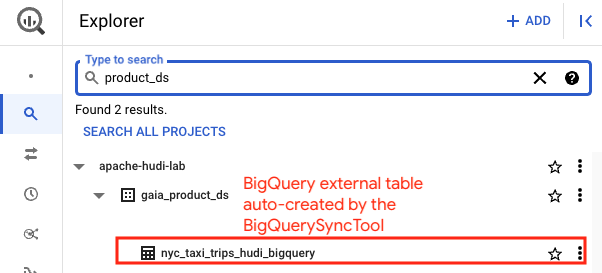 Explorer
+ ADD
Type to search
product_ds
Found 2 results.
SEARCH ALL PROJECTS
apache-hudi-lab
gaia_product_ds
BigQuery external table
auto-created by the
BigQuerySyncTool
nyc_taxi_trips_hudi_bigquery